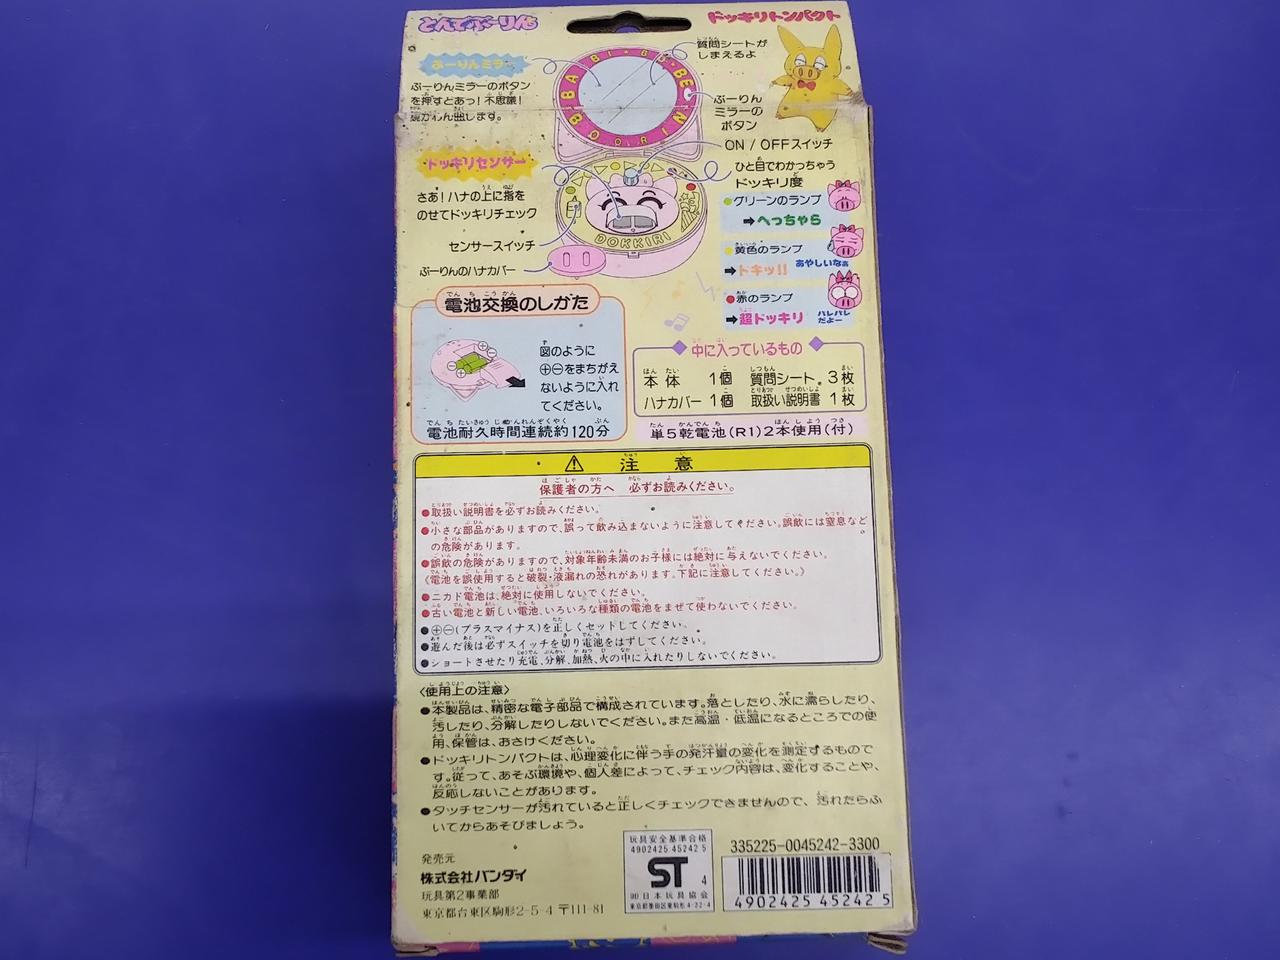 とんでぶーりん
ドッキリトンパクト
ぶーりんミラー
ぶーりんミラーのボタン
を押すとあっ!不思議!
BA・BI・BU・BE
BOO・RIN
質問シートが
しまえるよ
ぶーりん
ミラーの
ボタン
ON/OFFスイッチ
ドッキリセンサー
さあ!ハナの上に指を
のせてドッキリチェック
センサースイッチ
ぶーりんのハナカバー
DOKKIRI
ひと目でわかっちゃう
ドッキリ度
グリーンのランプ
➡へっちゃら
黄色のランプ
➡ドキッ!!
あやしいなぁ
赤のランプ
➡超ドッキリ
バレバレ
だよー
電池交換のしかた
図のように
⊕⊖をまちがえ
ないように入れ
てください。
電池耐久時間連続約120分
中に入っているもの
本体 1個 質問シート 3枚
ハナカバー 1個 取扱い説明書 1枚
単5乾電池(R1)2本使用(付)
⚠ 注意
保護者の方へ 必ずお読みください。
●取扱い説明書を必ずお読みください。
●小さな部品がありますので、誤って飲み込まないように注意してください。誤飲には窒息など
の危険があります。
●誤飲の危険がありますので、対象年齢未満のお子様には絶対に与えないでください。
《電池を誤使用すると破裂・液漏れの恐れがあります。下記に注意してください。》
●ニカド電池は、絶対に使用しないでください。
●古い電池と新しい電池、いろいろな種類の電池をまぜて使わないでください。
●⊕⊖(プラスマイナス)を正しくセットしてください。
●遊んだ後は必ずスイッチを切り電池をはずしてください。
●ショートさせたり充電、分解、加熱、火の中に入れたりしないでください。
〈使用上の注意〉
●本製品は、精密な電子部品で構成されています。落としたり、水に濡らしたり、
汚したり、分解したりしないでください。また高温・低温になるところでの使
用、保管は、おさけください。
●ドッキリトンパクトは、心理変化に伴う手の発汗量の変化を測定するもので
す。従って、あそぶ環境や、個人差によって、チェック内容は、変化することや、
反応しないことがあります。
●タッチセンサーが汚れていると正しくチェックできませんので、汚れたらふ
いてからあそびましょう。
発売元
株式会社バンダイ
玩具第2事業部
東京都台東区駒形2-5-4 〒111-81
玩具安全基準合格
4902425 45242 5
ST 4
(社)日本玩具協会
東京都墨田区東駒形4-22-4
335225-0045242-3300
4902425 452425